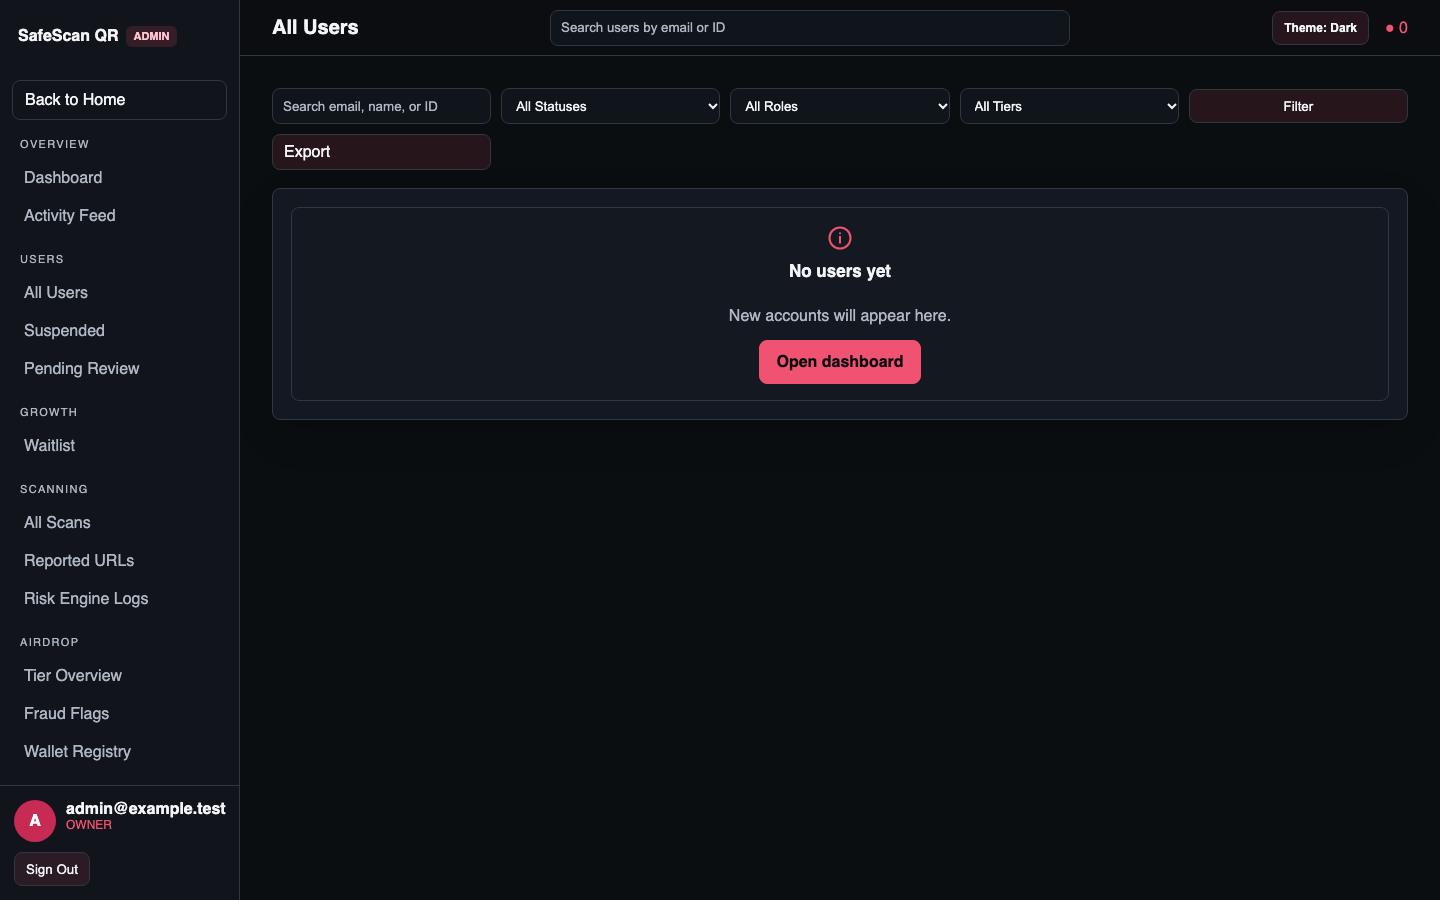 SafeScan QR ADMIN
Back to Home
OVERVIEW
Dashboard
Activity Feed
USERS
All Users
Suspended
Pending Review
GROWTH
Waitlist
SCANNING
All Scans
Reported URLs
Risk Engine Logs
AIRDROP
Tier Overview
Fraud Flags
Wallet Registry
A
admin@example.test
OWNER
Sign Out
All Users
Search users by email or ID
Theme: Dark
0
Search email, name, or ID
All Statuses
All Roles
All Tiers
Filter
Export
No users yet
New accounts will appear here.
Open dashboard